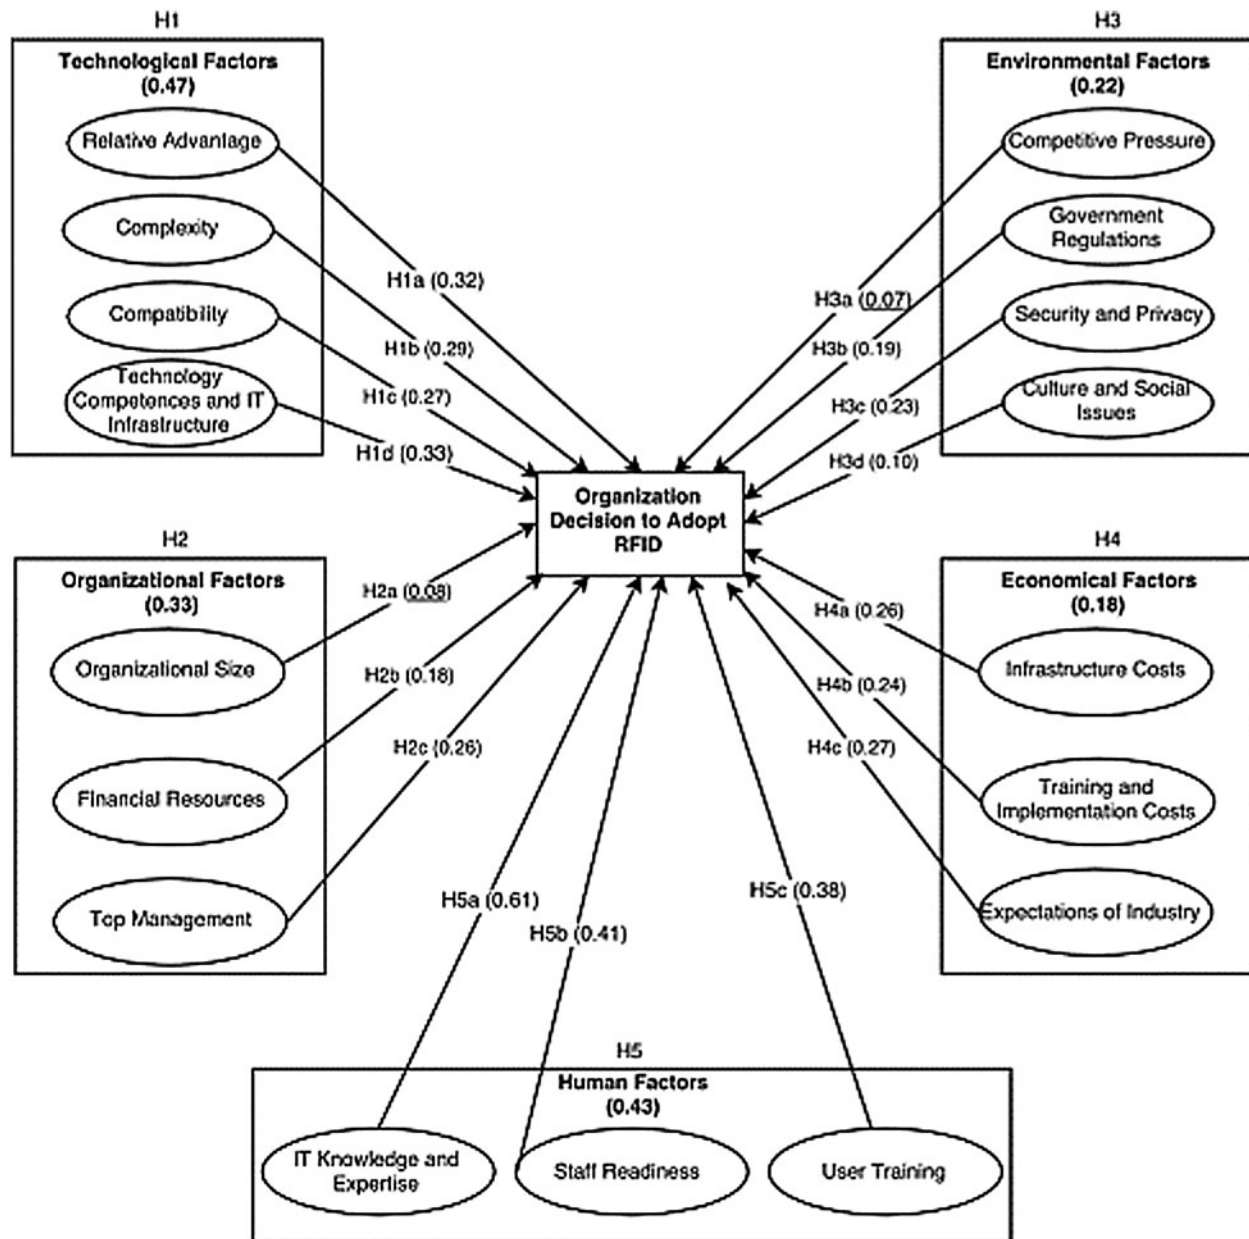 H1
Technological Factors
(0.47)
Relative Advantage
Complexity
Compatibility
Technology
Competences and IT
Infrastructure
H3
Environmental Factors
(0.22)
Competitive Pressure
Government
Regulations
Security and Privacy
Culture and Social
Issues
H1a (0.32)
H1b (0.29)
H1c (0.27)
H1d (0.33)
H3a (0.07)
H3b (0.19)
H3c (0.23)
H3d (0.10)
Organization
Decision to Adopt
RFID
H2
Organizational Factors
(0.33)
Organizational Size
Financial Resources
Top Management
H2a (0.08)
H2b (0.18)
H2c (0.26)
H4
Economical Factors
(0.18)
Infrastructure Costs
Training and
Implementation Costs
Expectations of Industry
H4a (0.26)
H4b (0.24)
H4c (0.27)
H5a (0.61)
H5b (0.41)
H5c (0.38)
H5
Human Factors
(0.43)
IT Knowledge and
Expertise
Staff Readiness
User Training